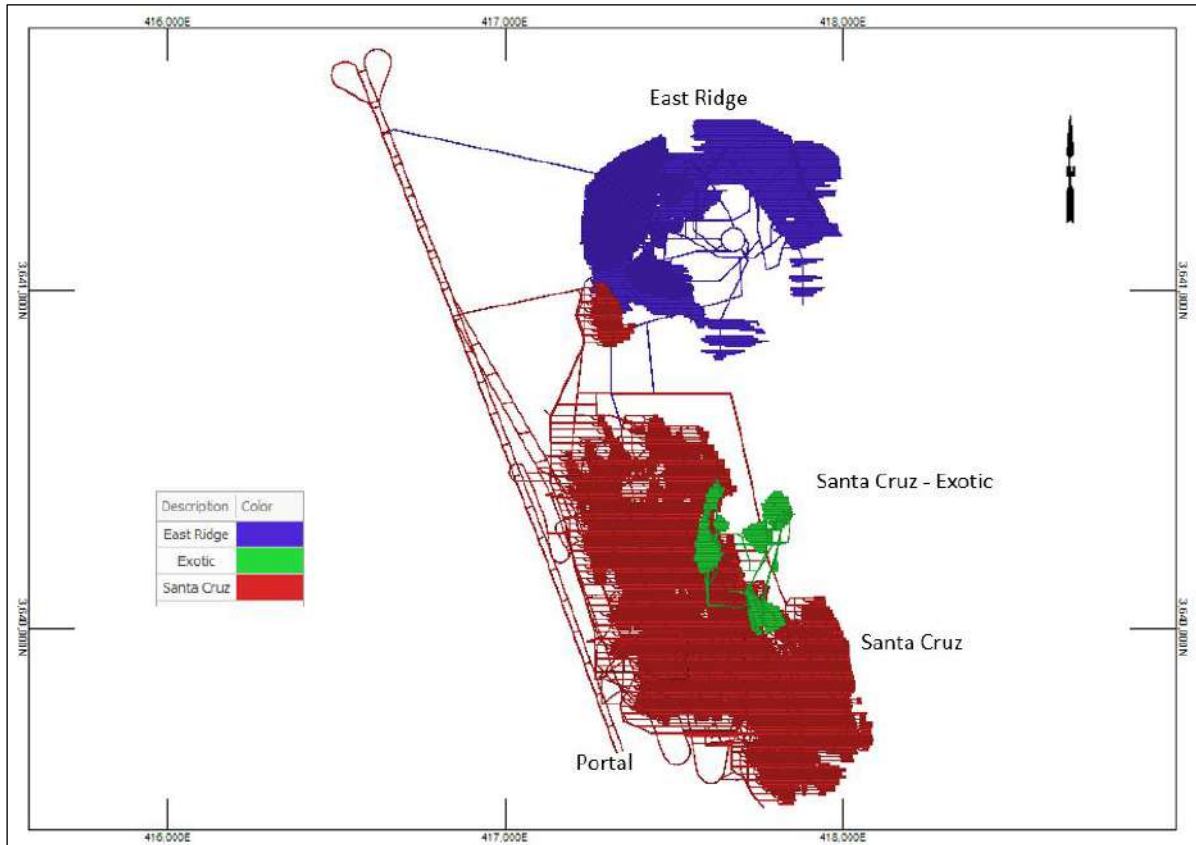 416,000E 417,000E 418,000E
East Ridge
3,641,000N 3,641,000N
Santa Cruz - Exotic
Description Color
East Ridge
Exotic
Santa Cruz
3,640,000N 3,640,000N
Santa Cruz
Portal
416,000E 417,000E 418,000E